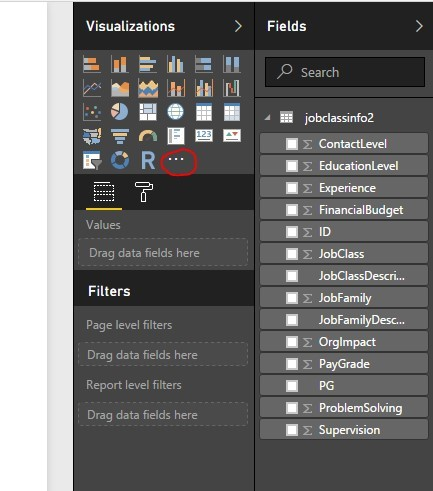 Visualizations
R
123
Values
Drag data fields here
Filters
Page level filters
Drag data fields here
Report level filters
Drag data fields here
Fields
Search
jobclassinfo2
Σ ContactLevel
Σ EducationLevel
Σ Experience
Σ FinancialBudget
Σ ID
Σ JobClass
JobClassDescri...
Σ JobFamily
JobFamilyDesc...
Σ OrgImpact
Σ PayGrade
PG
Σ ProblemSolving
Σ Supervision